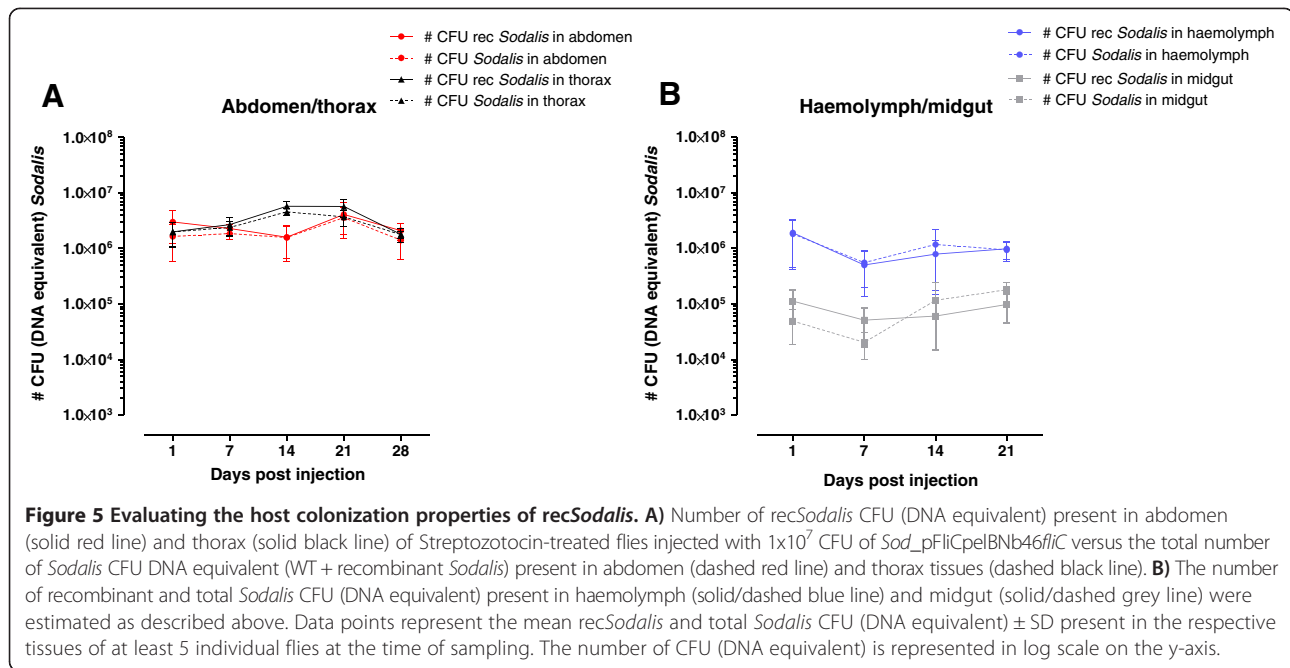 # CFU rec Sodalis in abdomen
# CFU Sodalis in abdomen
# CFU rec Sodalis in thorax
# CFU Sodalis in thorax
A
Abdomen/thorax
# CFU (DNA equivalent) Sodalis
1.0×10⁸
1.0×10⁷
1.0×10⁶
1.0×10⁵
1.0×10⁴
1.0×10³
1 7 14 21 28
Days post injection
# CFU rec Sodalis in haemolymph
# CFU Sodalis in haemolymph
# CFU rec Sodalis in midgut
# CFU Sodalis in midgut
B
Haemolymph/midgut
# CFU (DNA equivalent) Sodalis
1.0×10⁸
1.0×10⁷
1.0×10⁶
1.0×10⁵
1.0×10⁴
1.0×10³
1 7 14 21
Days post injection
Figure 5 Evaluating the host colonization properties of recSodalis. A) Number of recSodalis CFU (DNA equivalent) present in abdomen
(solid red line) and thorax (solid black line) of Streptozotocin-treated flies injected with 1x10⁷ CFU of Sod_pFliCpelBNb46fliC versus the total number
of Sodalis CFU DNA equivalent (WT + recombinant Sodalis) present in abdomen (dashed red line) and thorax tissues (dashed black line). B) The number
of recombinant and total Sodalis CFU (DNA equivalent) present in haemolymph (solid/dashed blue line) and midgut (solid/dashed grey line) were
estimated as described above. Data points represent the mean recSodalis and total Sodalis CFU (DNA equivalent) ± SD present in the respective
tissues of at least 5 individual flies at the time of sampling. The number of CFU (DNA equivalent) is represented in log scale on the y-axis.